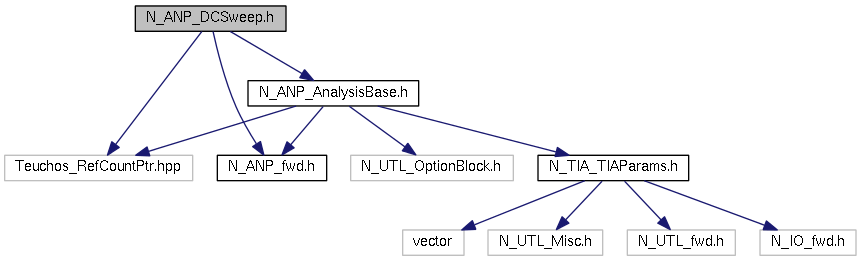 N_ANP_DCSweep.h
N_ANP_AnalysisBase.h
Teuchos_RefCountPtr.hpp
N_ANP_fwd.h
N_UTL_OptionBlock.h
N_TIA_TIAParams.h
vector
N_UTL_Misc.h
N_UTL_fwd.h
N_IO_fwd.h